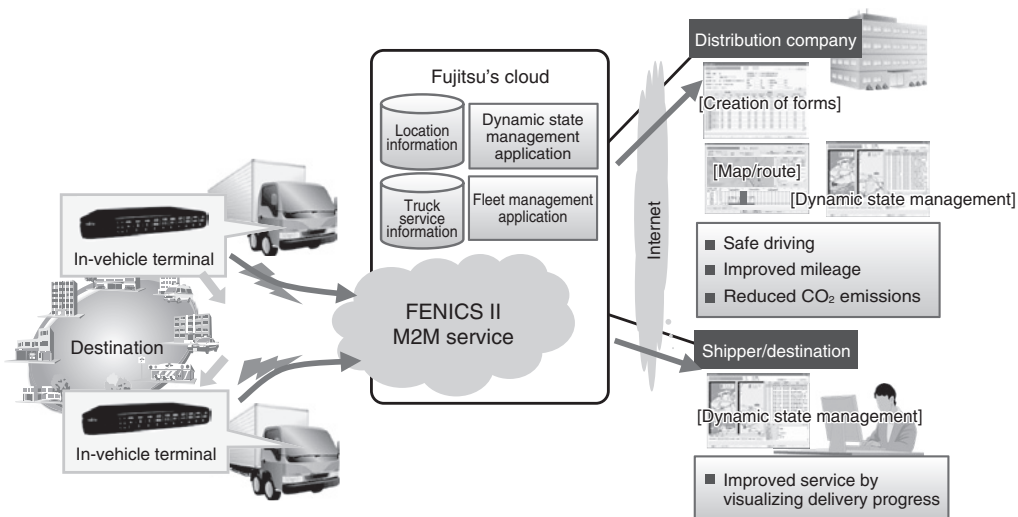 Fujitsu's cloud
Location
information
Dynamic state
management
application
Truck
service
information
Fleet management
application
FENICS II
M2M service
In-vehicle terminal
Destination
In-vehicle terminal
Internet
Distribution company
[Creation of forms]
[Map/route]
[Dynamic state management]
■ Safe driving
■ Improved mileage
■ Reduced CO₂ emissions
Shipper/destination
[Dynamic state management]
■ Improved service by
visualizing delivery progress